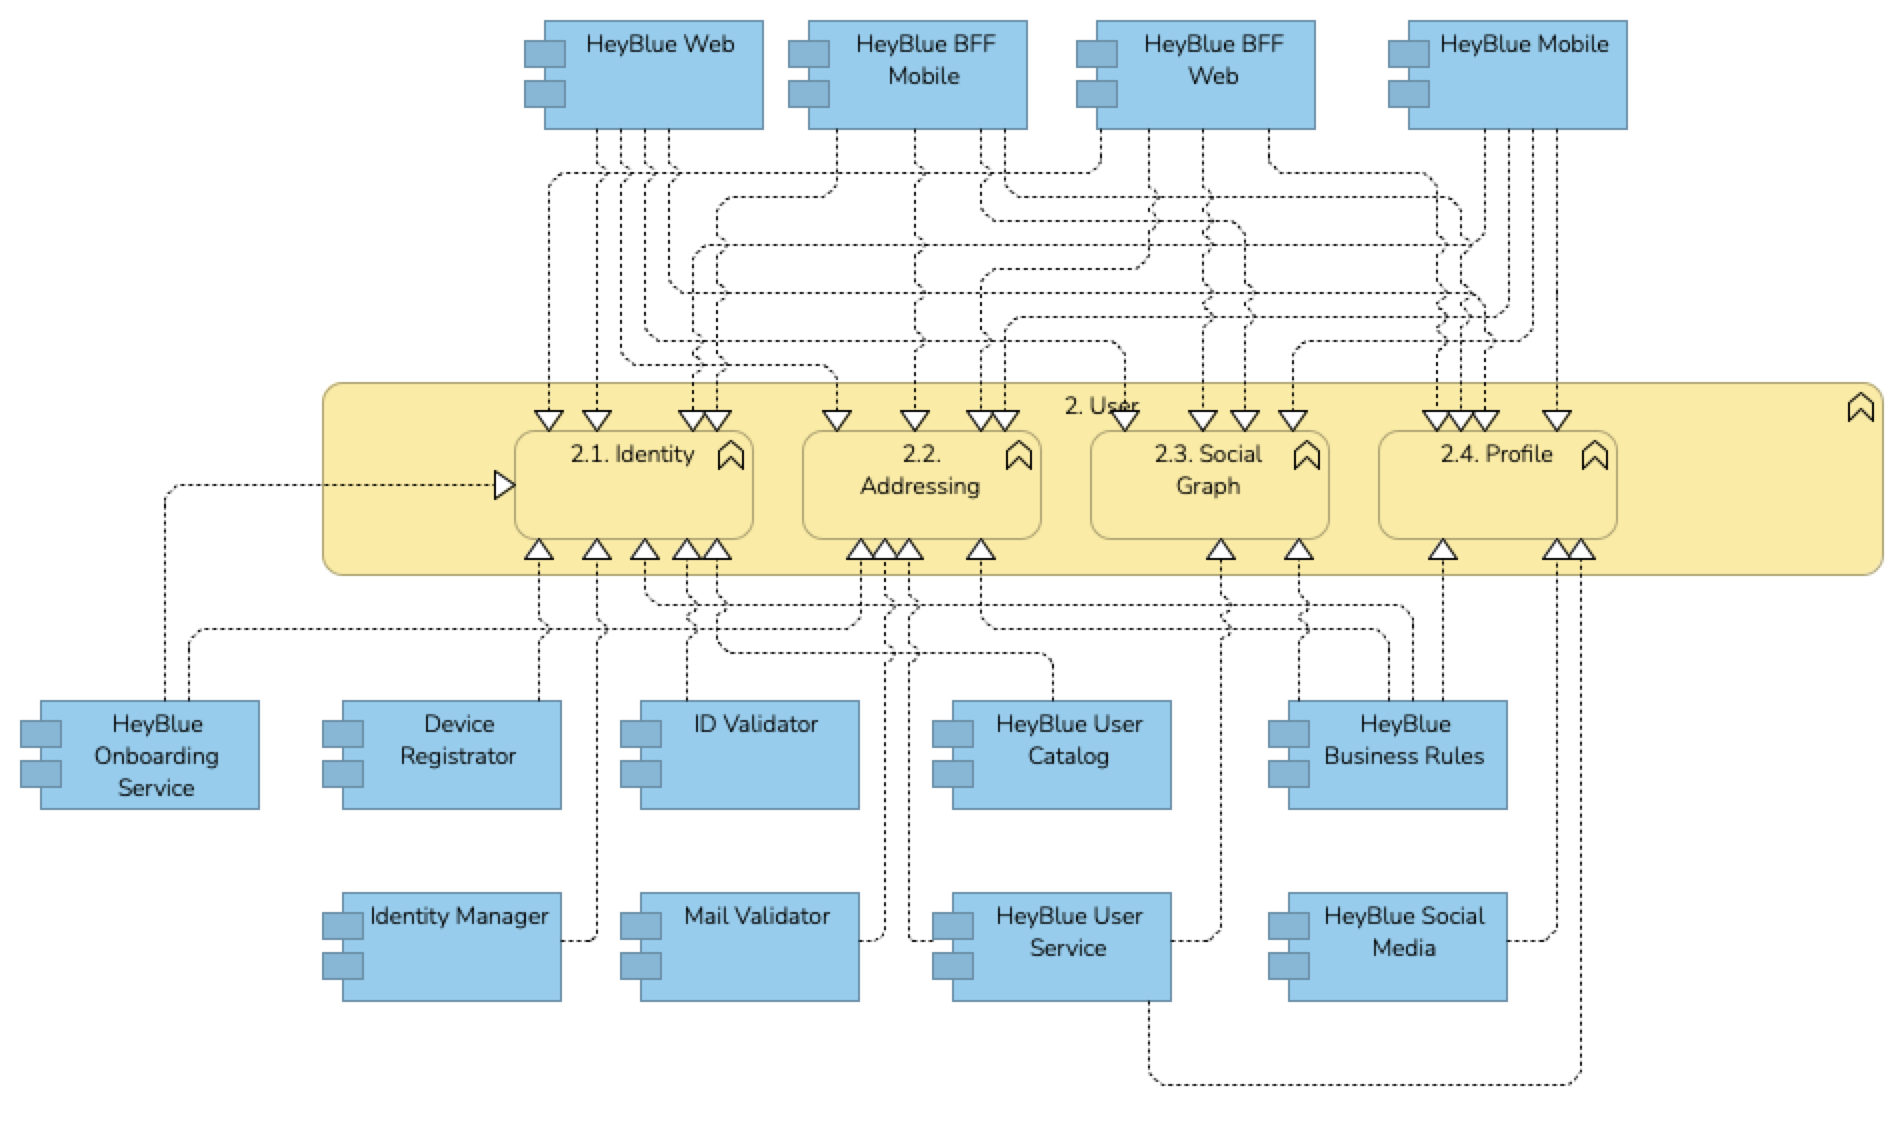 HeyBlue Web
HeyBlue BFF
Mobile
HeyBlue BFF
Web
HeyBlue Mobile
2. User
2.1. Identity
2.2.
Addressing
2.3. Social
Graph
2.4. Profile
HeyBlue
Onboarding
Service
Device
Registrator
ID Validator
HeyBlue User
Catalog
HeyBlue
Business Rules
Identity Manager
Mail Validator
HeyBlue User
Service
HeyBlue Social
Media